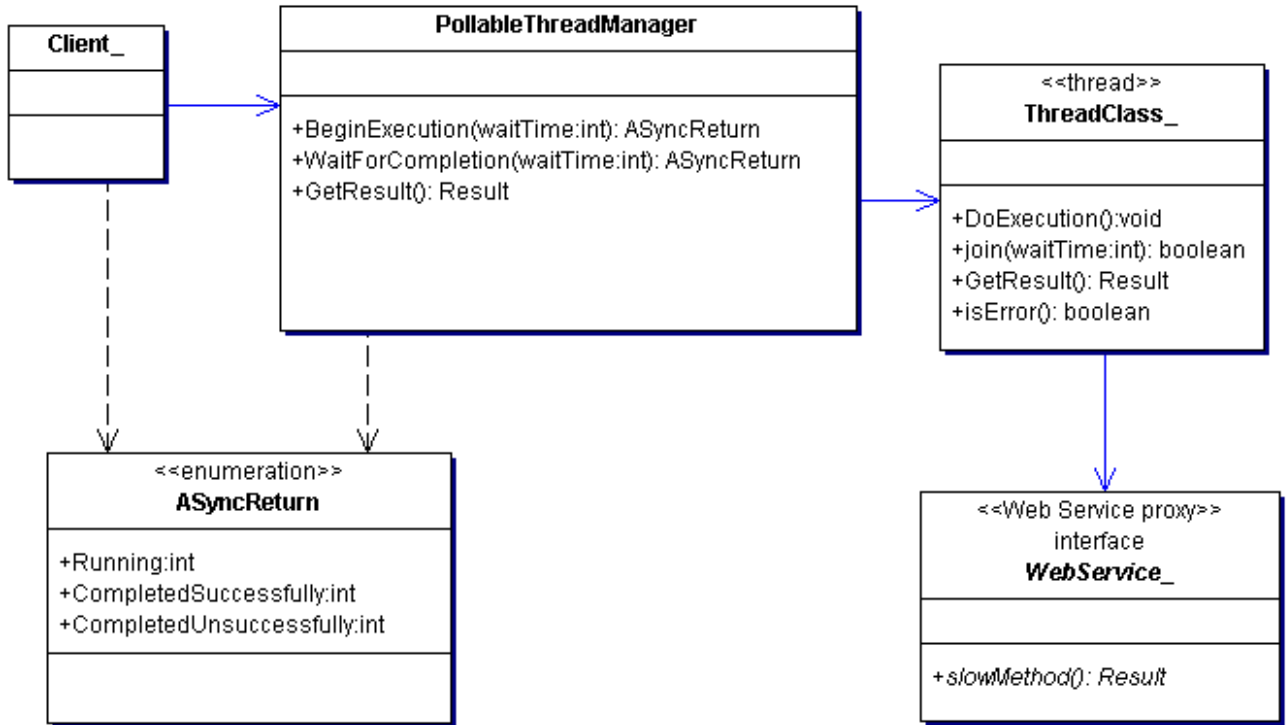 Client_
PollableThreadManager
+BeginExecution(waitTime:int): ASyncReturn
+WaitForCompletion(waitTime:int): ASyncReturn
+GetResult(): Result
<<thread>>
ThreadClass_
+DoExecution():void
+join(waitTime:int): boolean
+GetResult(): Result
+isError(): boolean
<<enumeration>>
ASyncReturn
+Running:int
+CompletedSuccessfully:int
+CompletedUnsuccessfully:int
<<Web Service proxy>>
interface
WebService_
+slowMethod(): Result